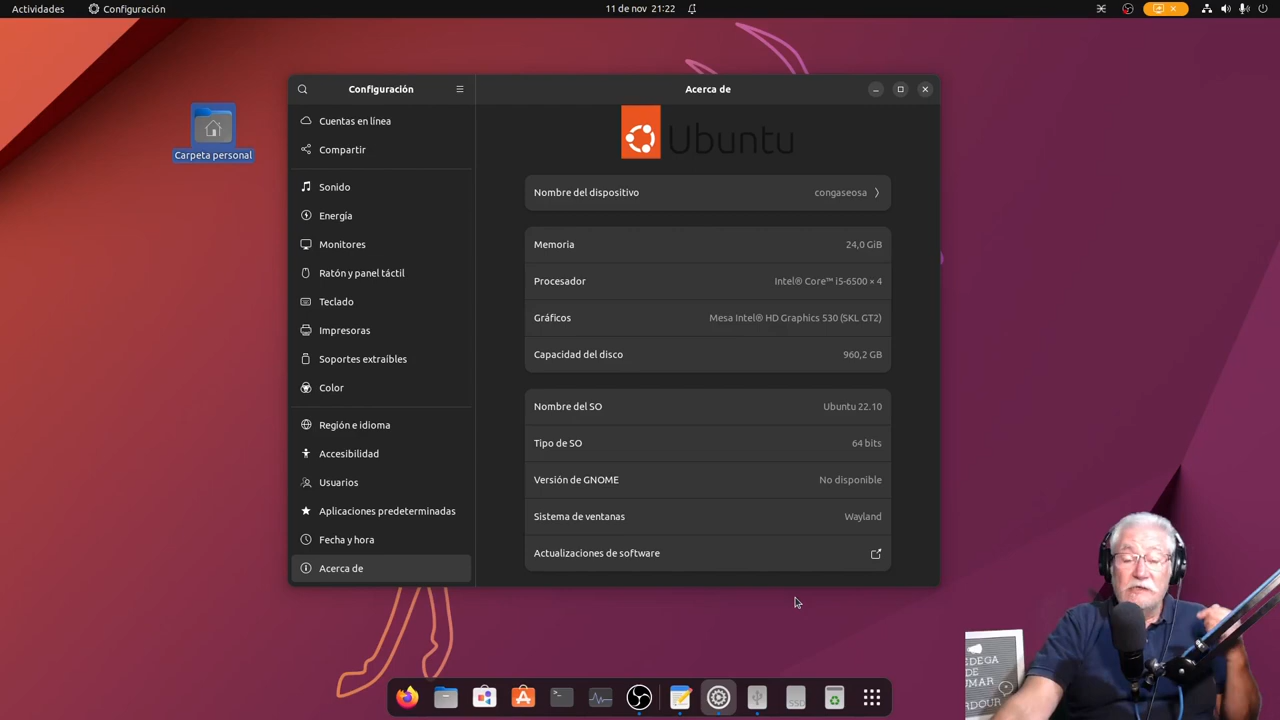 Actividades
Configuración
11 de nov 21:22
Carpeta personal
Configuración
Cuentas en línea
Compartir
Sonido
Energía
Monitores
Ratón y panel táctil
Teclado
Impresoras
Soportes extraíbles
Color
Región e idioma
Accesibilidad
Usuarios
Aplicaciones predeterminadas
Fecha y hora
Acerca de
Acerca de
Ubuntu
Nombre del dispositivo congaseosa
Memoria 24,0 GiB
Procesador Intel® Core™ i5-6500 × 4
Gráficos Mesa Intel® HD Graphics 530 (SKL GT2)
Capacidad del disco 960,2 GB
Nombre del SO Ubuntu 22.10
Tipo de SO 64 bits
Versión de GNOME No disponible
Sistema de ventanas Wayland
Actualizaciones de software
SSD